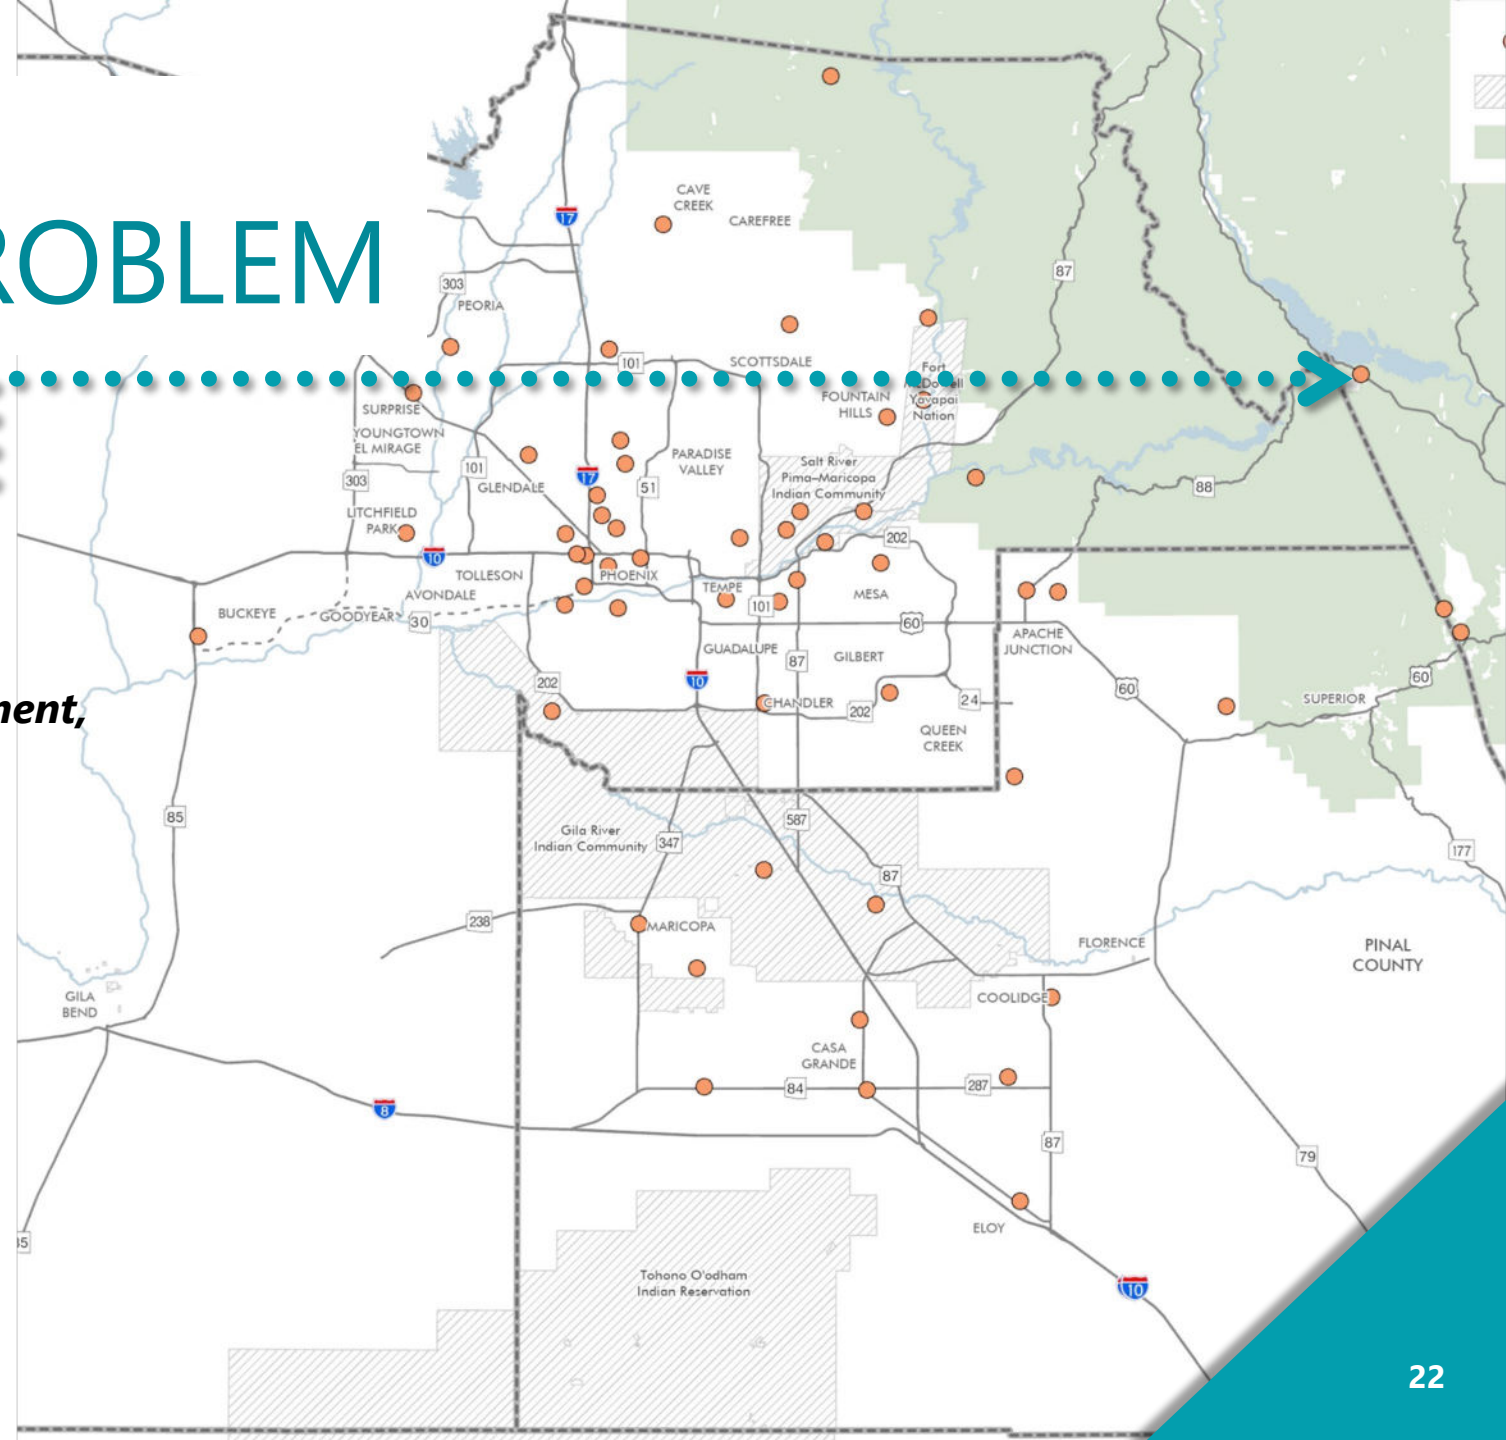 ROBLEM
nent,
CAVE
CREEK
CAREFREE
17
87
303
PEORIA
101
SCOTTSDALE
Fort
McDowell
Yavapai
Nation
FOUNTAIN
HILLS
SURPRISE
YOUNGTOWN
EL MIRAGE
101
303
GLENDALE
17
51
PARADISE
VALLEY
Salt River
Pima–Maricopa
Indian Community
88
LITCHFIELD
PARK
10
202
TOLLESON
PHOENIX
TEMPE
101
MESA
AVONDALE
BUCKEYE
GOODYEAR
30
60
APACHE
JUNCTION
GUADALUPE
87
GILBERT
10
202
CHANDLER
202
24
60
60
SUPERIOR
QUEEN
CREEK
85
587
Gila River
Indian Community
347
177
87
238
MARICOPA
FLORENCE
PINAL
COUNTY
GILA
BEND
COOLIDGE
CASA
GRANDE
84
287
8
87
79
ELOY
Tohono O'odham
Indian Reservation
10
22